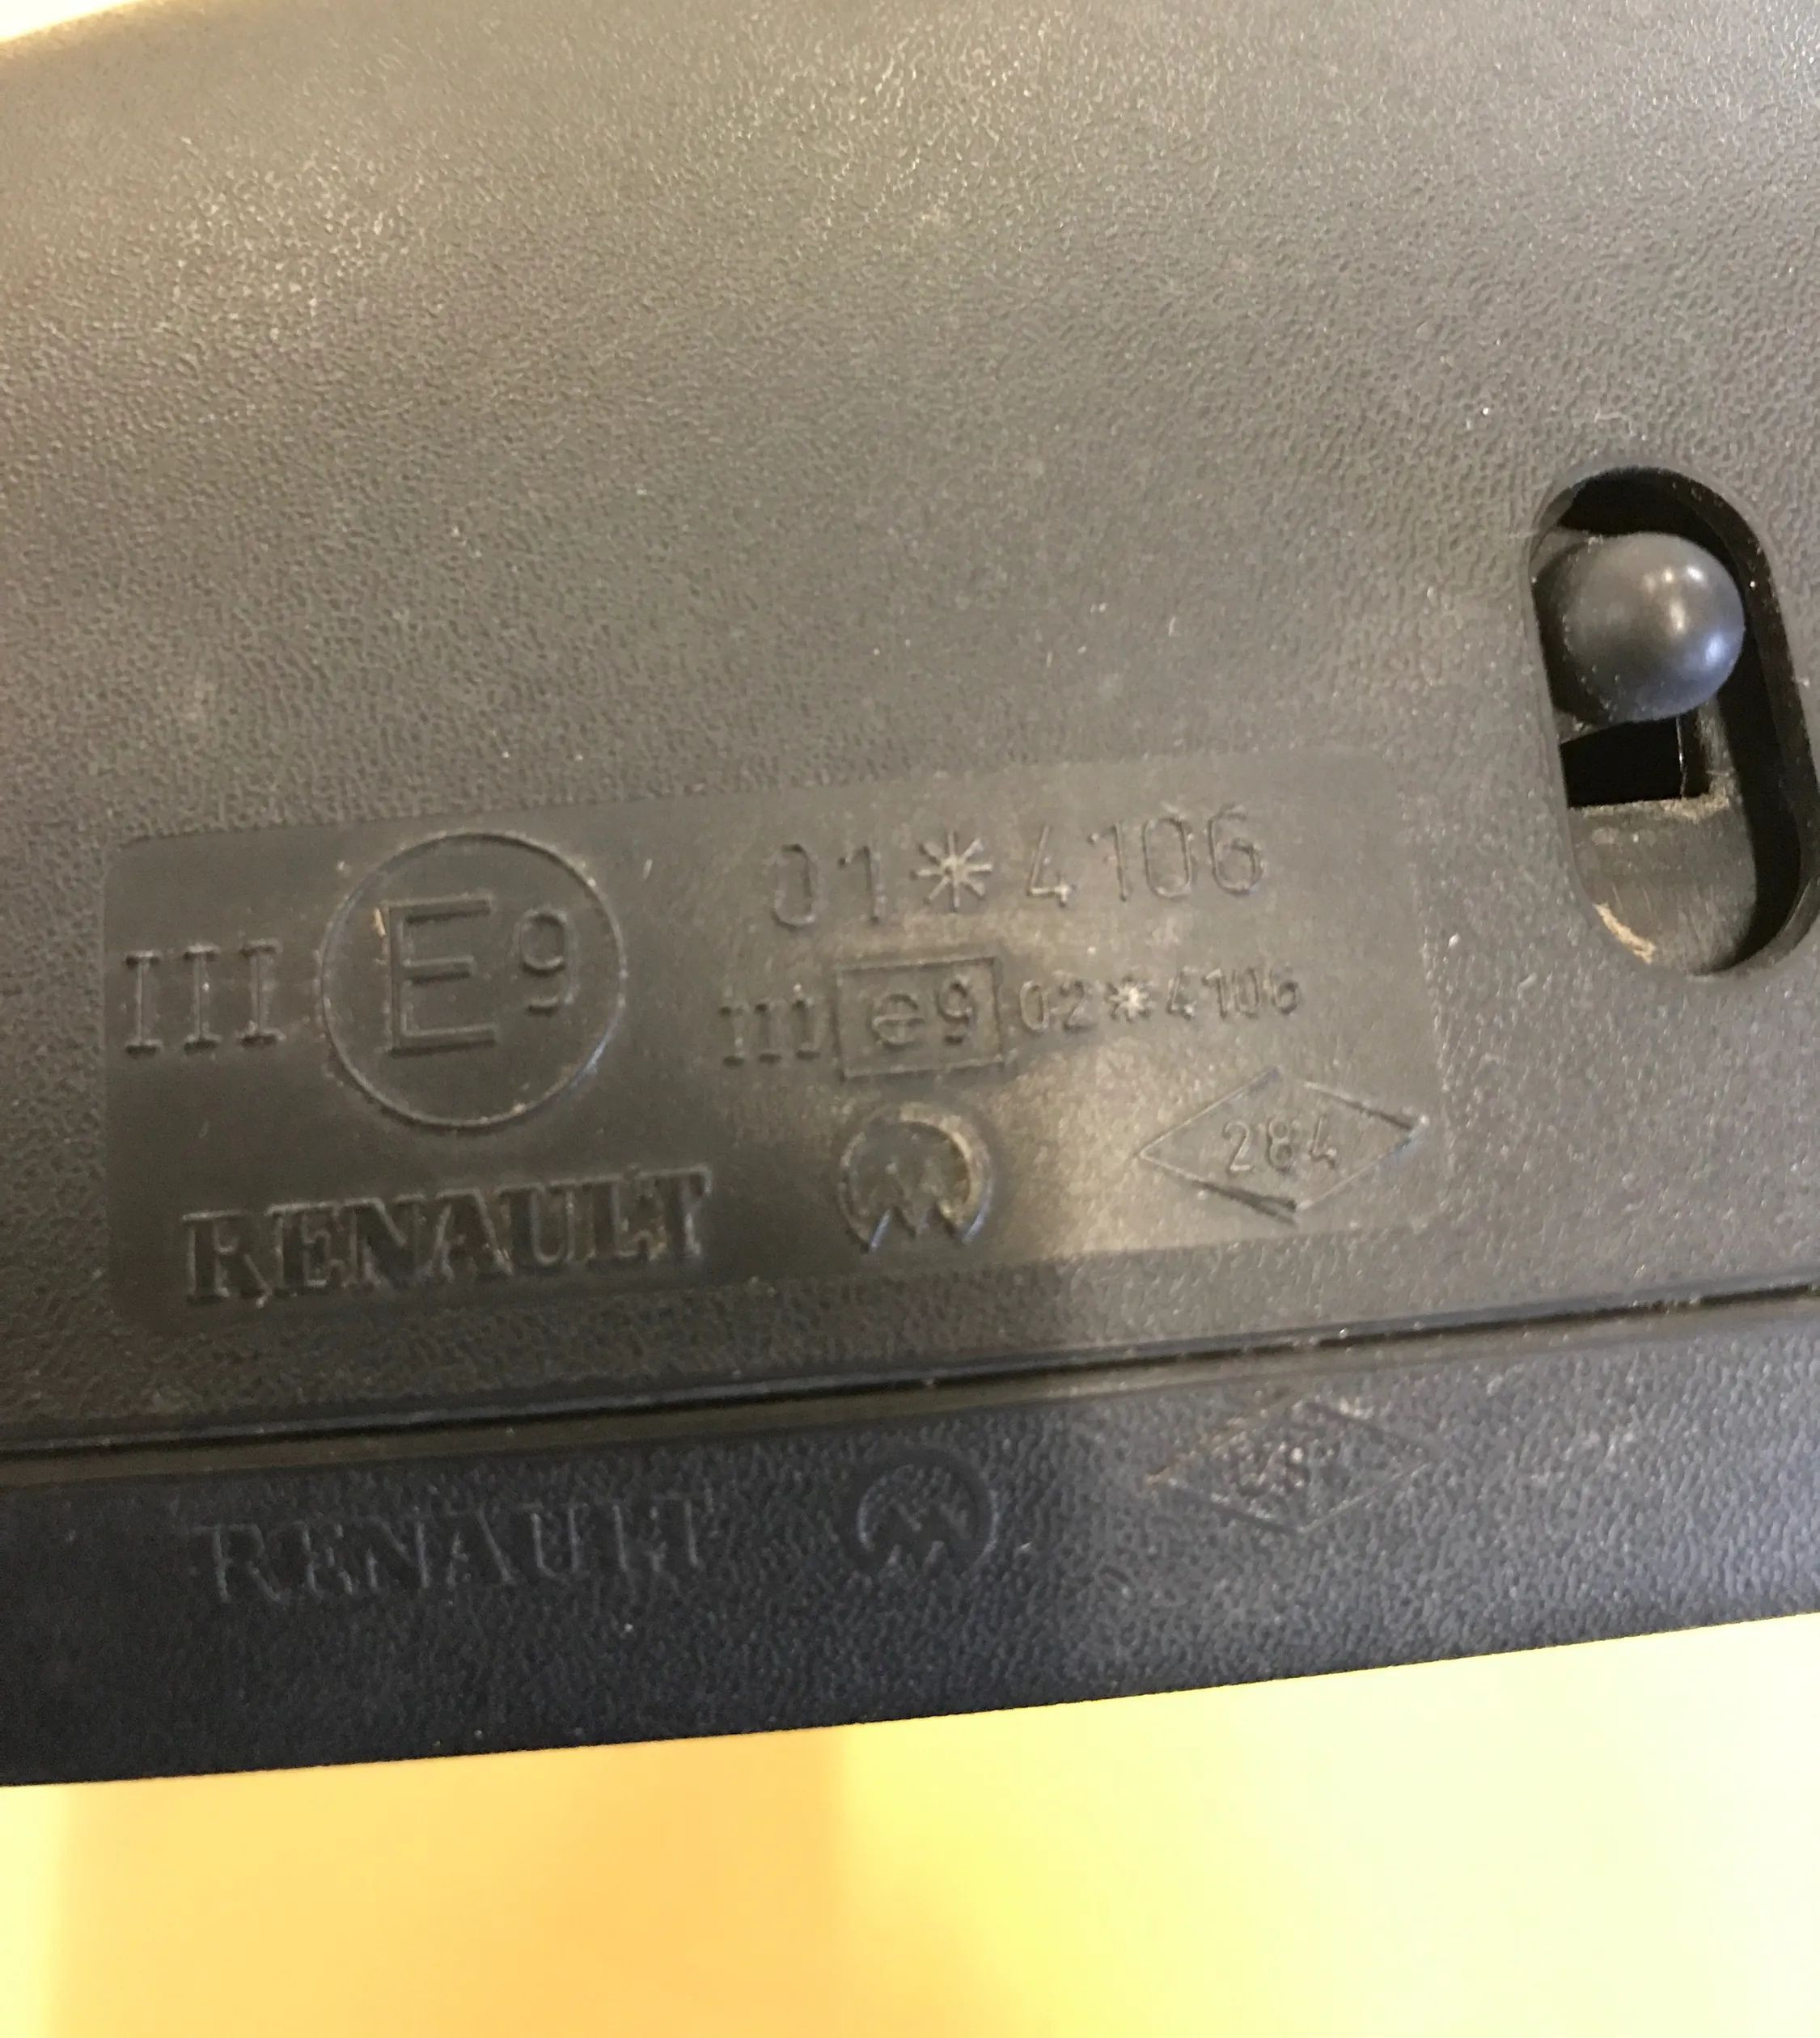 01*4106
III E9
III e9 02*4106
RENAULT 284
RENAULT